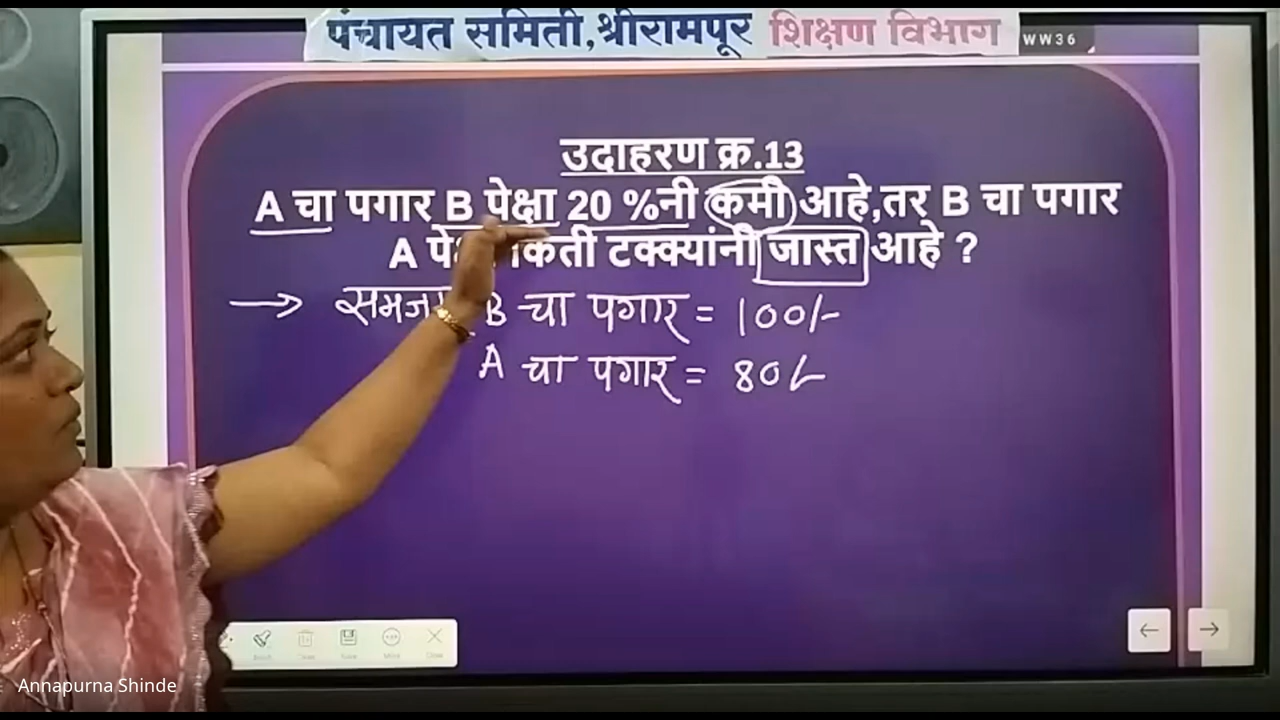 पंचायत समिती,श्रीरामपूर शिक्षण विभाग
WW36
उदाहरण क्र.13
A चा पगार B पेक्षा 20 %नी कमी आहे,तर B चा पगार
A टक्क्यांनी जास्त आहे ?
B चा पगार = 100/-
A चा पगार = 80/-
Annapurna Shinde